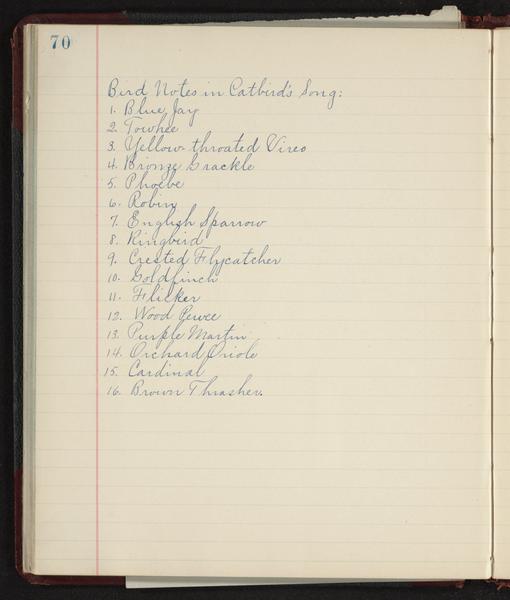 70
Bird Notes in Catbird's Song:
1. Blue Jay
2. Towhee
3. Yellow-throated Vireo
4. Bronze Grackle
5. Phoebe
6. Robin
7. English Sparrow
8. Kingbird
9. Crested Flycatcher
10. Goldfinch
11. Flicker
12. Wood Pewee
13. Purple Martin
14. Orchard Oriole
15. Cardinal
16. Brown Thrasher.